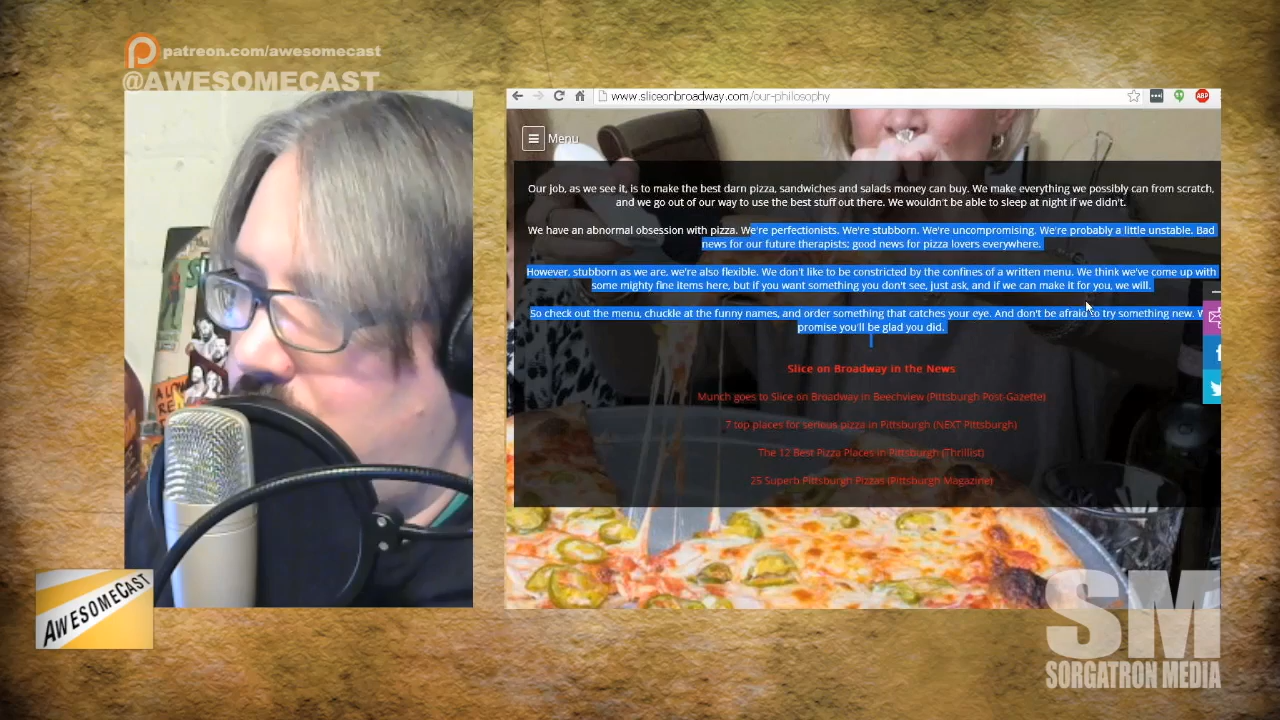 patreon.com/awesomecast
@AWESOMECAST
www.sliceonbroadway.com/our-philosophy
ABP
Menu
Our job, as we see it, is to make the best darn pizza, sandwiches and salads money can buy. We make everything we possibly can from scratch,
and we go out of our way to use the best stuff out there. We wouldn't be able to sleep at night if we didn't.
We have an abnormal obsession with pizza. We're perfectionists. We're stubborn. We're uncompromising. We're probably a little unstable. Bad
news for our future therapists; good news for pizza lovers everywhere.
However, stubborn as we are, we're also flexible. We don't like to be constricted by the confines of a written menu. We think we've come up with
some mighty fine items here, but if you want something you don't see, just ask, and if we can make it for you, we will.
So check out the menu, chuckle at the funny names, and order something that catches your eye. And don't be afraid to try something new. W
promise you'll be glad you did.
Slice on Broadway in the News
Munch goes to Slice on Broadway in Beechview (Pittsburgh Post-Gazette)
7 top places for serious pizza in Pittsburgh (NEXT Pittsburgh)
The 12 Best Pizza Places in Pittsburgh (Thrillist)
25 Superb Pittsburgh Pizzas (Pittsburgh Magazine)
A LOW
RE
AWESOMECAST
SM
SORGATRON MEDIA